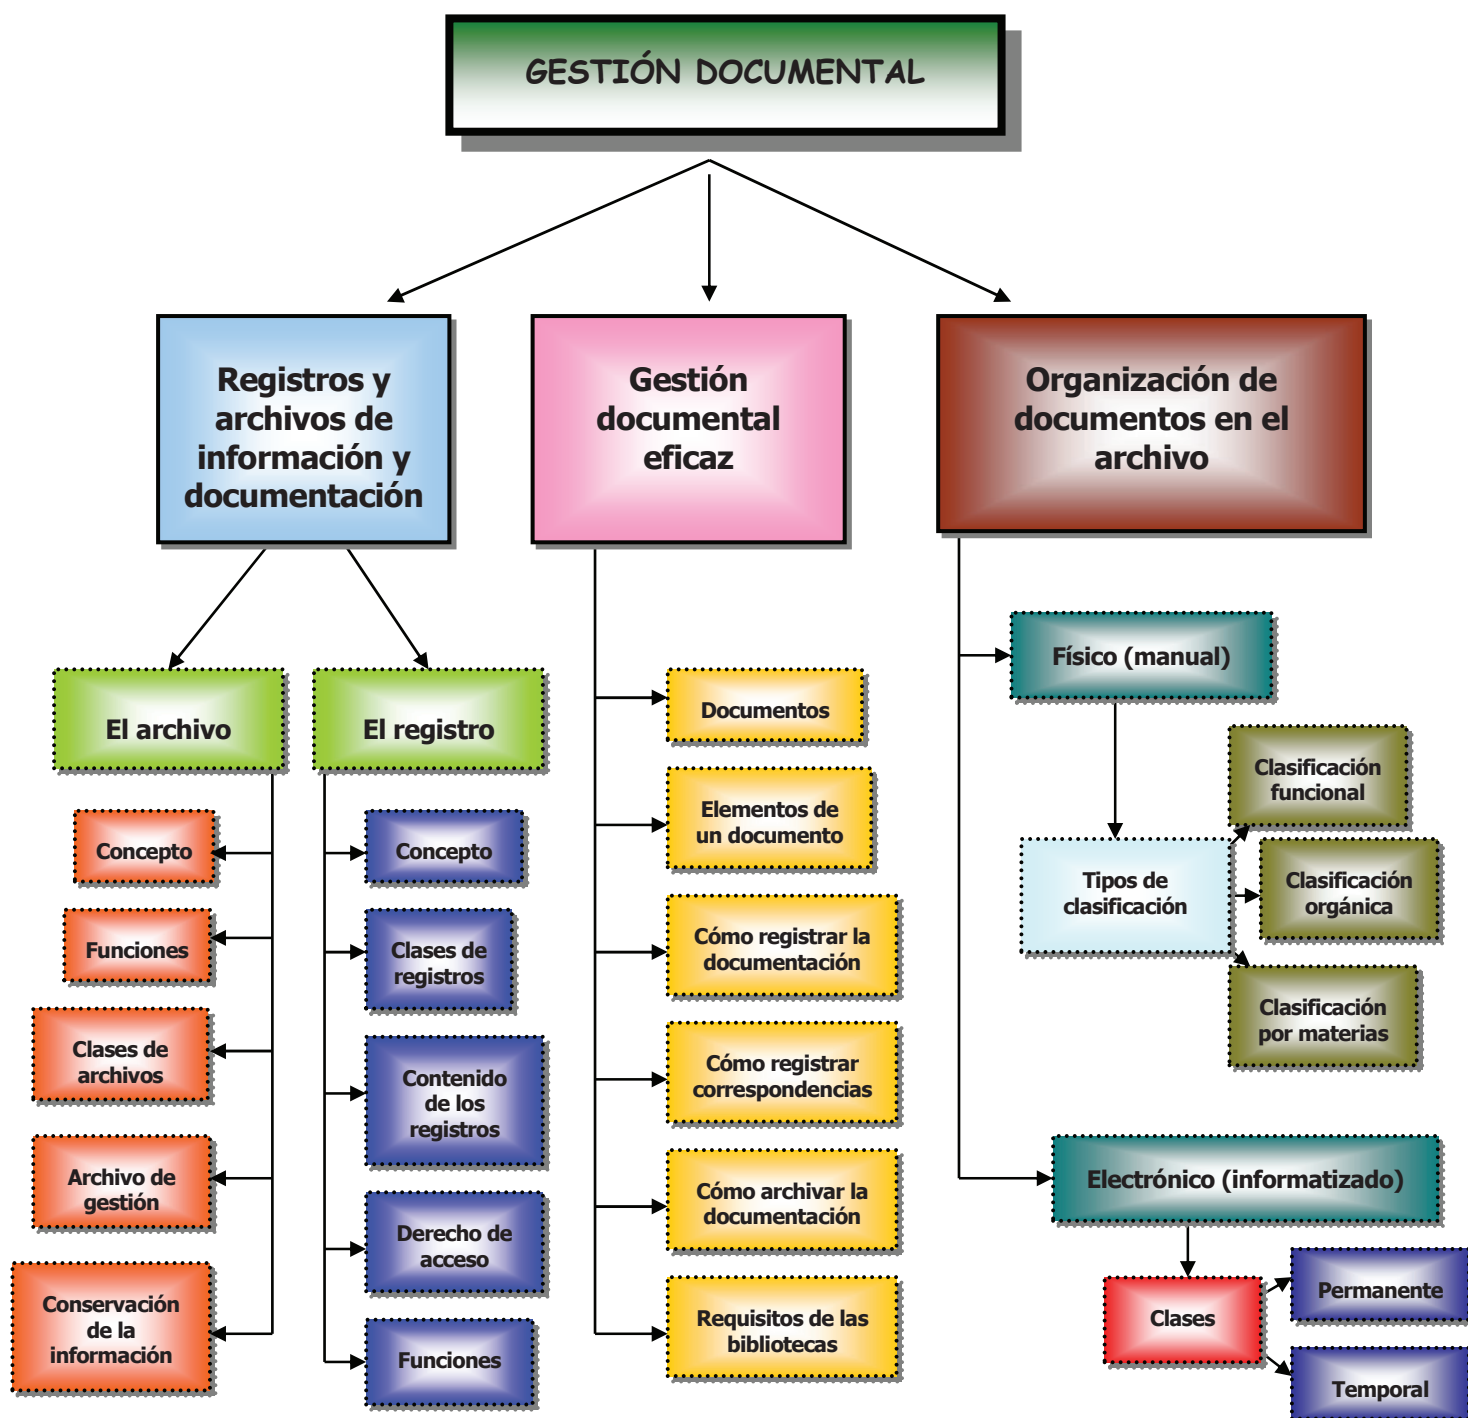 GESTIÓN DOCUMENTAL
Registros y
archivos de
información y
documentación
Gestión
documental
eficaz
Organización de
documentos en el
archivo
El archivo
Concepto
Funciones
Clases de
archivos
Archivo de
gestión
Conservación
de la
información
El registro
Concepto
Clases de
registros
Contenido
de los
registros
Derecho de
acceso
Funciones
Documentos
Elementos de
un documento
Cómo registrar la
documentación
Cómo registrar
correspondencias
Cómo archivar la
documentación
Requisitos de las
bibliotecas
Físico (manual)
Tipos de
clasificación
Clasificación
funcional
Clasificación
orgánica
Clasificación
por materias
Electrónico (informatizado)
Clases
Permanente
Temporal